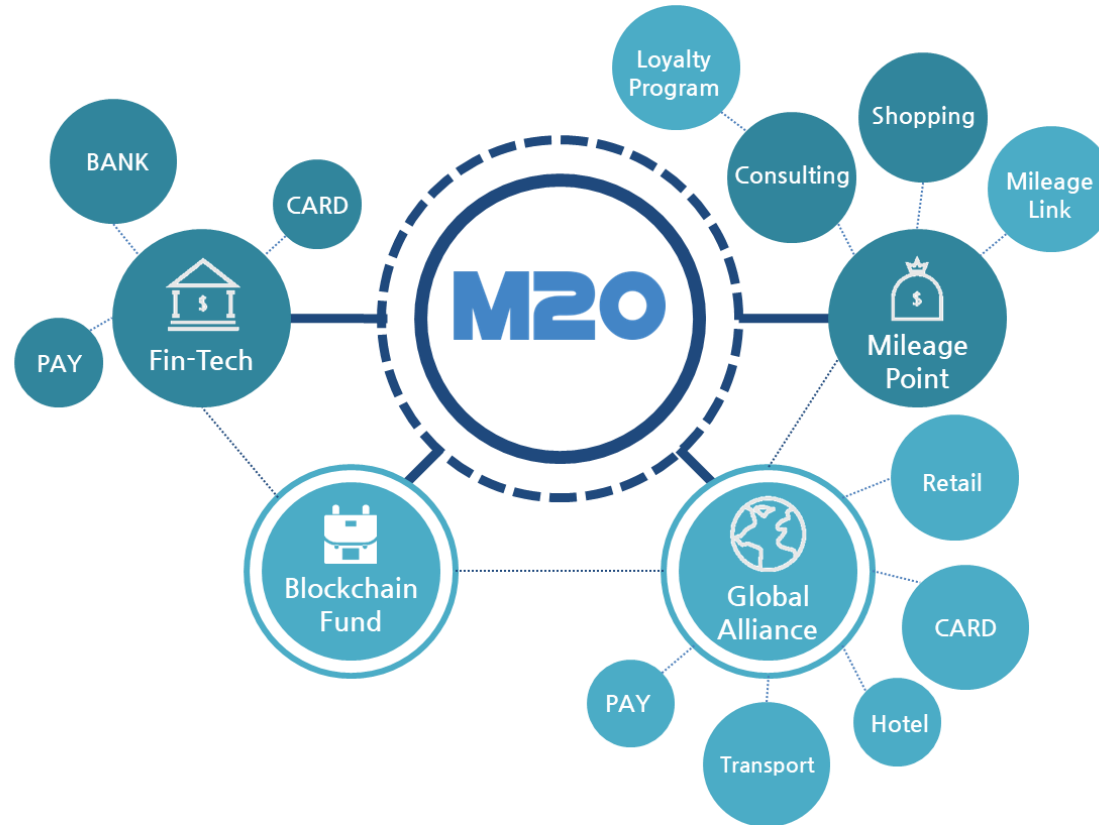 Loyalty
Program
Shopping
Consulting
Mileage
Link
BANK
CARD
M20
$
Fin-Tech
$
Mileage
Point
PAY
Retail
Blockchain
Fund
Global
Alliance
CARD
PAY
Hotel
Transport